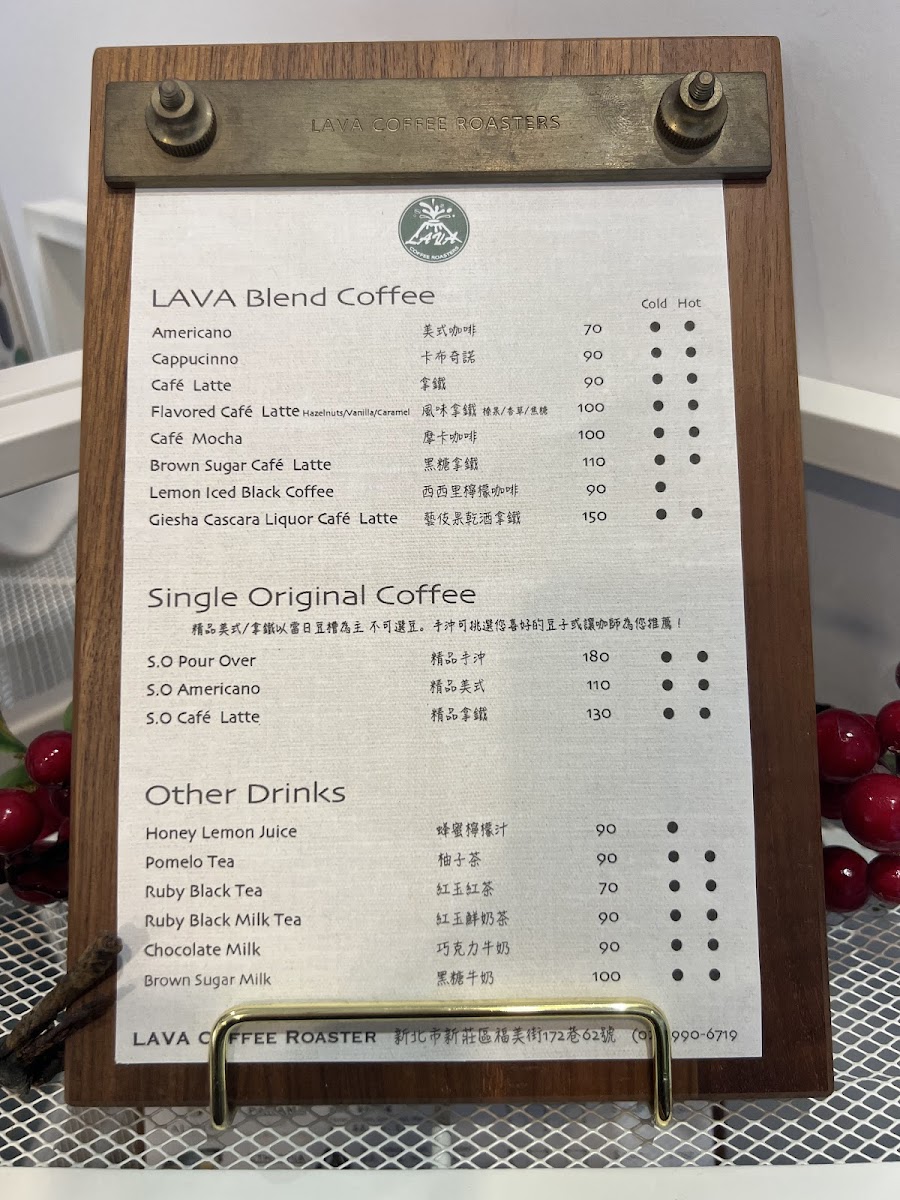 LAVA COFFEE ROASTERS
LAVA
COFFEE ROASTERS
LAVA Blend Coffee Cold Hot
Americano 美式咖啡 70
Cappucinno 卡布奇諾 90
Café Latte 拿鐵 90
Flavored Café Latte Hazelnuts/Vanilla/Caramel 風味拿鐵 榛果/香草/焦糖 100
Café Mocha 摩卡咖啡 100
Brown Sugar Café Latte 黑糖拿鐵 110
Lemon Iced Black Coffee 西西里檸檬咖啡 90
Giesha Cascara Liquor Café Latte 藝伎果乾酒拿鐵 150
Single Original Coffee
精品美式/拿鐵以當日豆槽為主 不可選豆。手沖可挑選您喜好的豆子或讓咖師為您推薦！
S.O Pour Over 精品手沖 180
S.O Americano 精品美式 110
S.O Café Latte 精品拿鐵 130
Other Drinks
Honey Lemon Juice 蜂蜜檸檬汁 90
Pomelo Tea 柚子茶 90
Ruby Black Tea 紅玉紅茶 70
Ruby Black Milk Tea 紅玉鮮奶茶 90
Chocolate Milk 巧克力牛奶 90
Brown Sugar Milk 黑糖牛奶 100
LAVA COFFEE ROASTER 新北市新莊區福美街172巷62號 990-6719